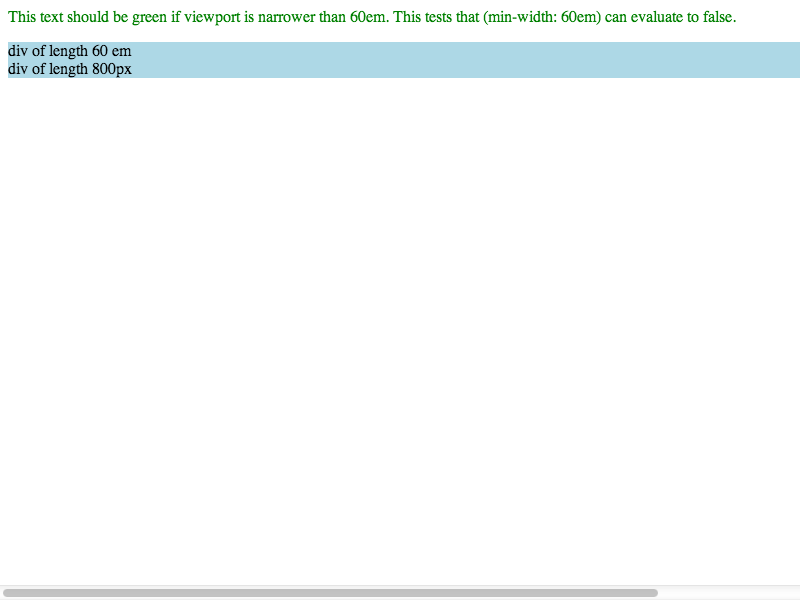 This text should be green if viewport is narrower than 60em. This tests that (min-width: 60em) can evaluate to false.
div of length 60 em
div of length 800px